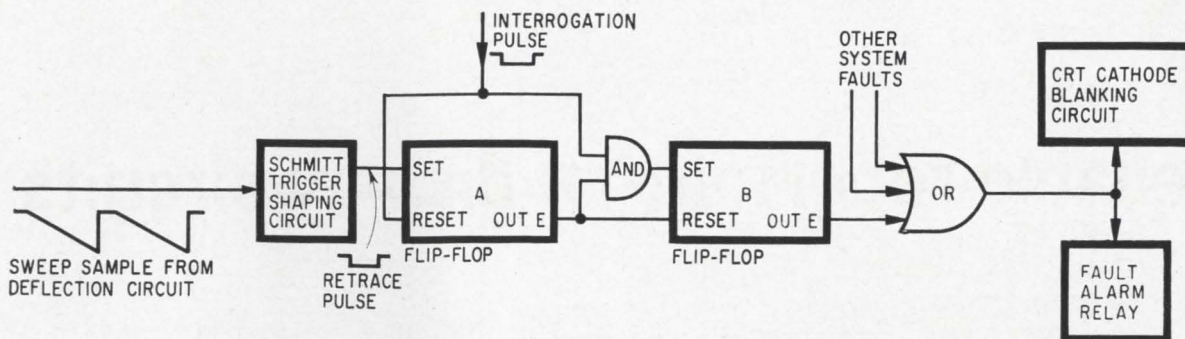 INTERROGATION
PULSE
OTHER
SYSTEM
FAULTS
CRT CATHODE
BLANKING
CIRCUIT
SCHMITT
TRIGGER
SHAPING
CIRCUIT
SET
A
RESET
OUT E
FLIP-FLOP
AND
SET
B
RESET
OUT E
FLIP-FLOP
OR
SWEEP SAMPLE FROM
DEFLECTION CIRCUIT
RETRACE
PULSE
FAULT
ALARM
RELAY